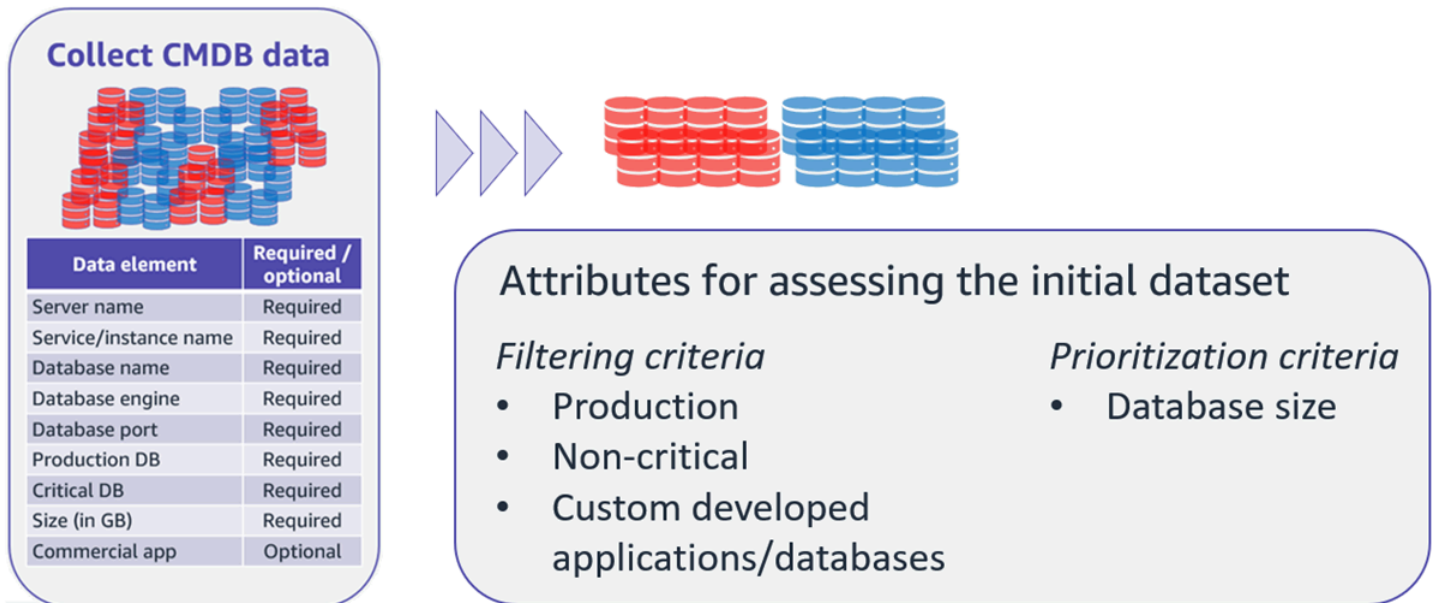 Collect CMDB data
Data element Required /
optional
Server name Required
Service/instance name Required
Database name Required
Database engine Required
Database port Required
Production DB Required
Critical DB Required
Size (in GB) Required
Commercial app Optional
Attributes for assessing the initial dataset
Filtering criteria
• Production
• Non-critical
• Custom developed
applications/databases
Prioritization criteria
• Database size